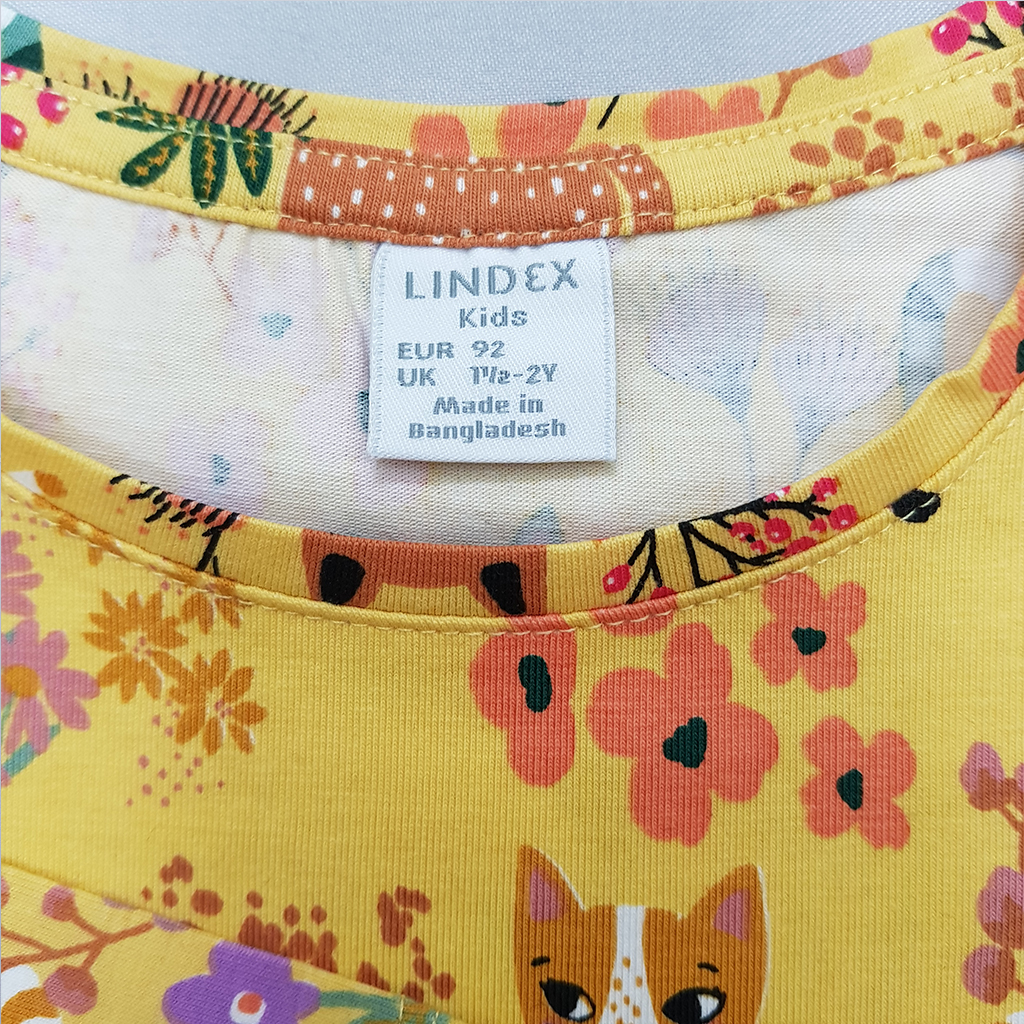 LINDEX
Kids
EUR 92
UK 1½-2Y
Made in
Bangladesh